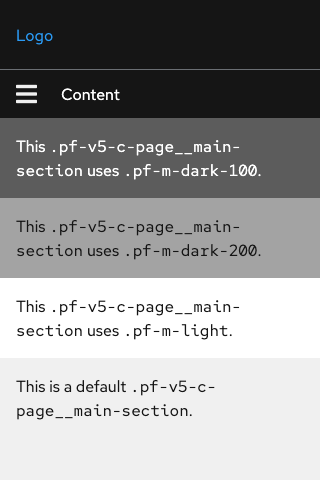 Logo
Content
This .pf-v5-c-page__main-
section uses .pf-m-dark-100.
This .pf-v5-c-page__main-
section uses .pf-m-dark-200.
This .pf-v5-c-page__main-
section uses .pf-m-light.
This is a default .pf-v5-c-
page__main-section.